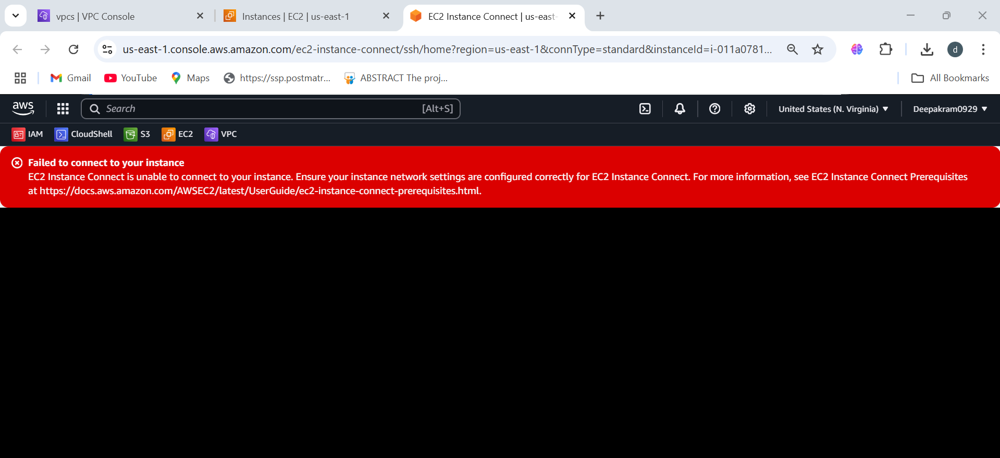 vpcs | VPC Console
Instances | EC2 | us-east-1
EC2 Instance Connect | us-east-
us-east-1.console.aws.amazon.com/ec2-instance-connect/ssh/home?region=us-east-1&connType=standard&instanceId=i-011a0781...
d
Gmail
YouTube
Maps
https://ssp.postmatr...
ABSTRACT The proj...
All Bookmarks
aws
Search
[Alt+S]
United States (N. Virginia)
Deepakram0929
IAM
CloudShell
S3
EC2
VPC
Failed to connect to your instance
EC2 Instance Connect is unable to connect to your instance. Ensure your instance network settings are configured correctly for EC2 Instance Connect. For more information, see EC2 Instance Connect Prerequisites
at https://docs.aws.amazon.com/AWSEC2/latest/UserGuide/ec2-instance-connect-prerequisites.html.